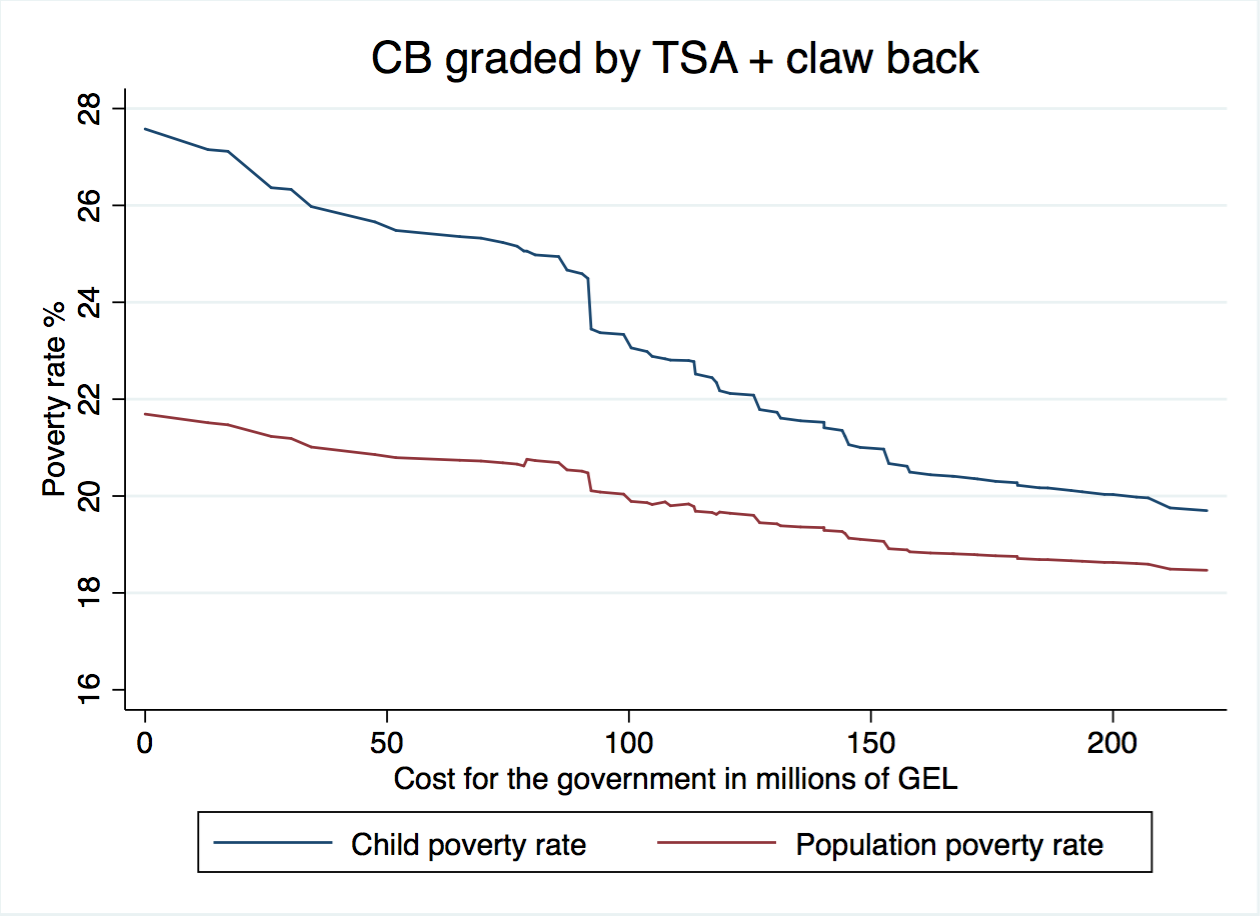 CB graded by TSA + claw back
Poverty rate %
28
26
24
22
20
18
16
0 50 100 150 200
Cost for the government in millions of GEL
Child poverty rate Population poverty rate